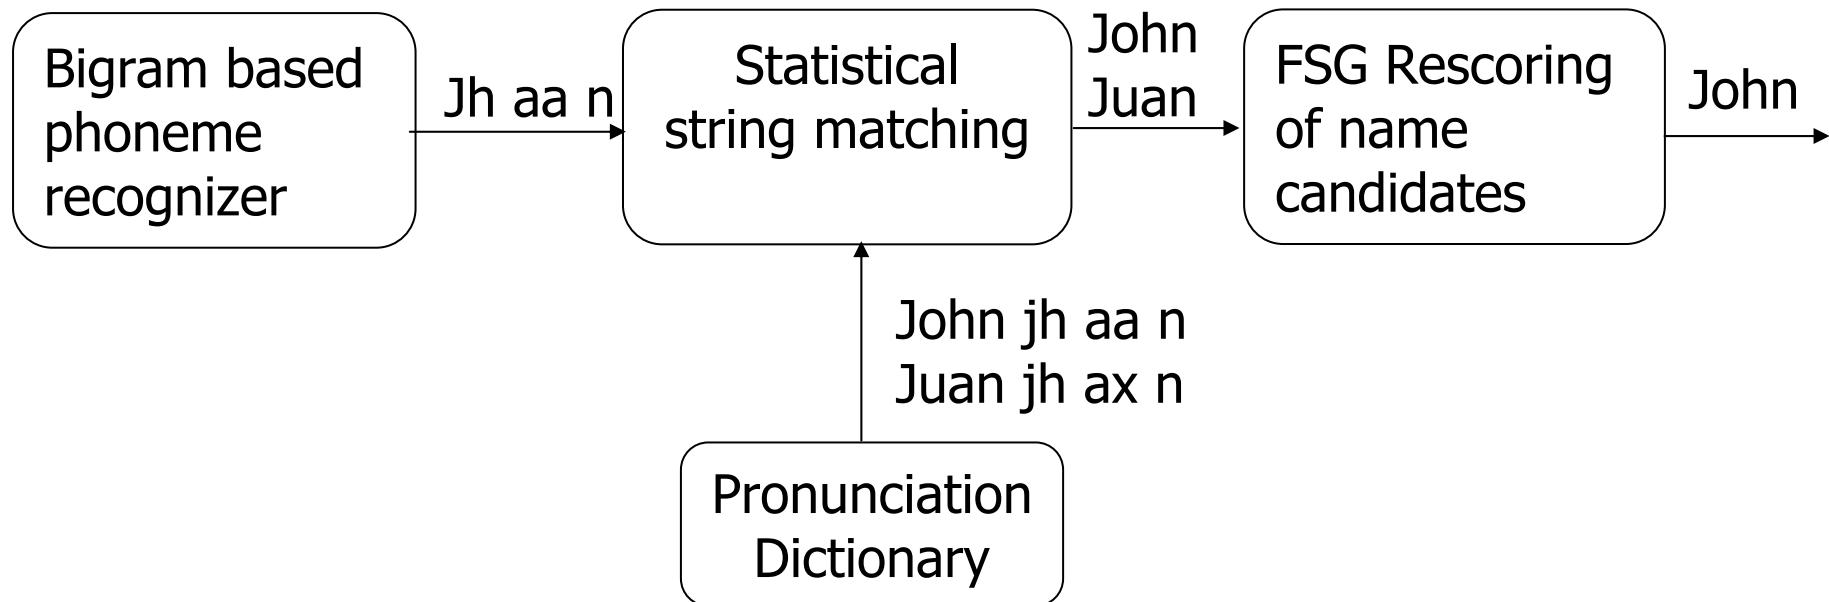 Bigram based
phoneme
recognizer
Jh aa n
Statistical
string matching
John
Juan
FSG Rescoring
of name
candidates
John
John jh aa n
Juan jh ax n
Pronunciation
Dictionary